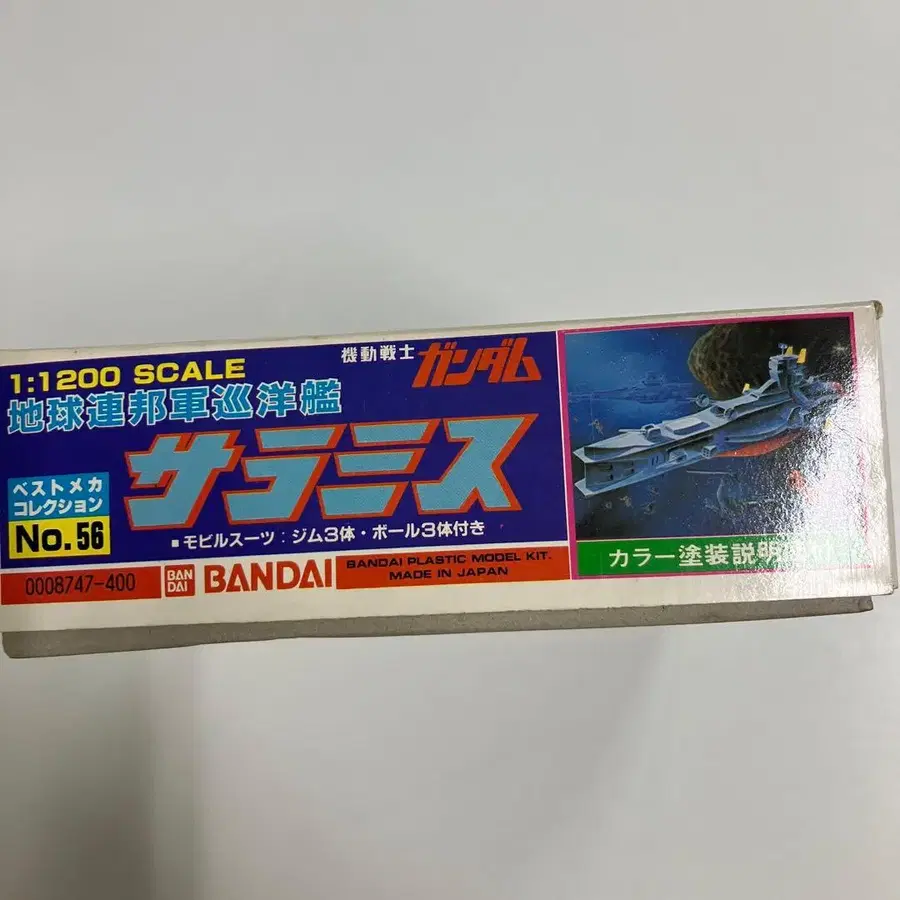 1:1200 SCALE
機動戦士 ガンダム
地球連邦軍巡洋艦
サラミス
ベストメカ
コレクション
No.56
■モビルスーツ:ジム3体・ボール3体付き
0008747-400
BAN
DAI
BANDAI
BANDAI PLASTIC MODEL KIT.
MADE IN JAPAN
カラー塗装説明